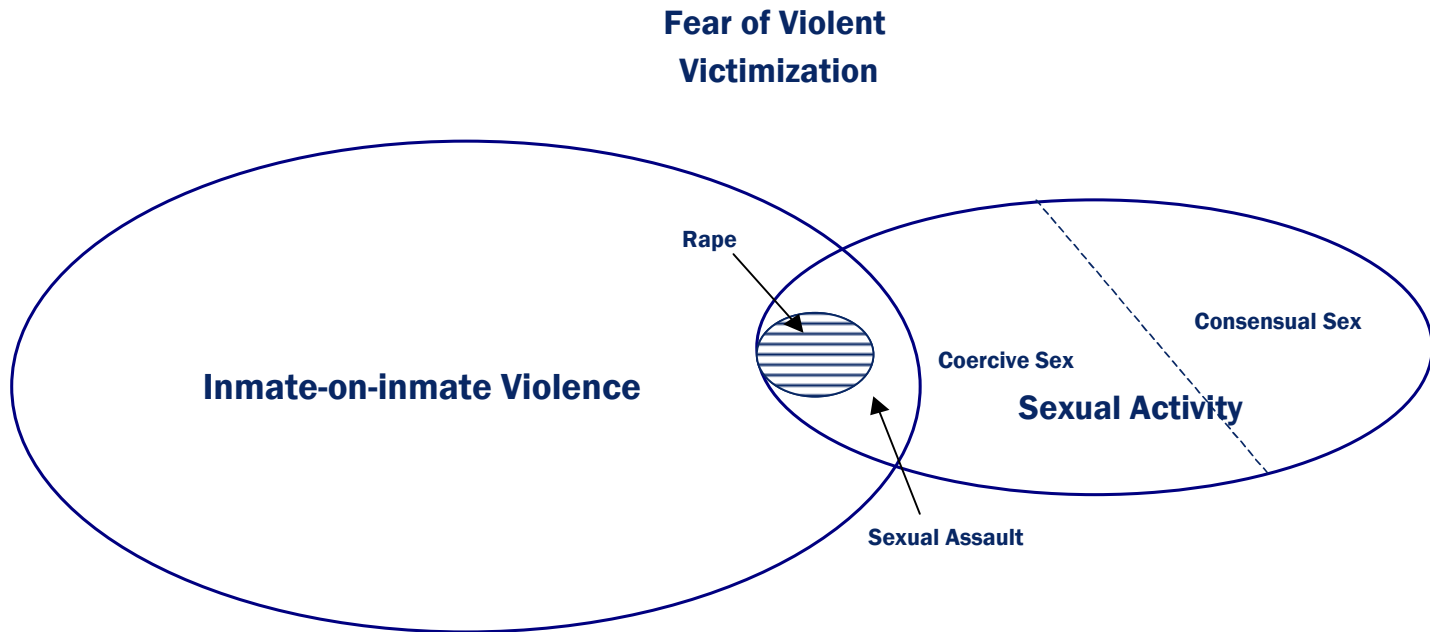 Fear of Violent
Victimization
Rape
Consensual Sex
Coercive Sex
Inmate-on-inmate Violence
Sexual Activity
Sexual Assault